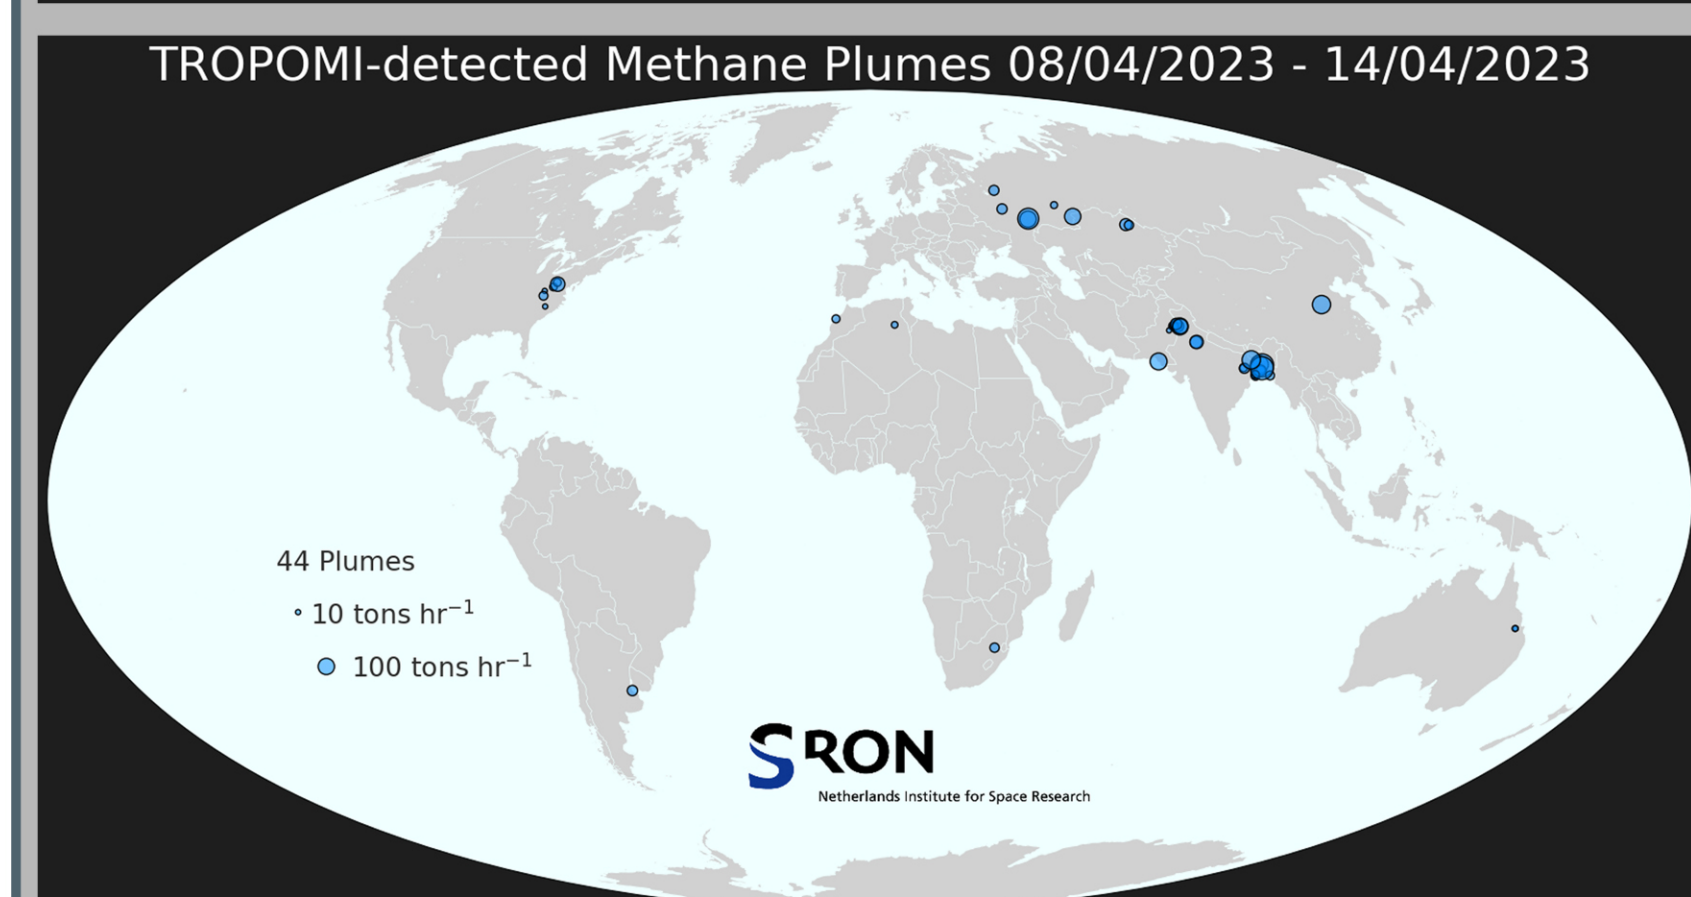 TROPOMI-detected Methane Plumes 08/04/2023 - 14/04/2023
44 Plumes
10 tons hr⁻¹
100 tons hr⁻¹
SRON
Netherlands Institute for Space Research